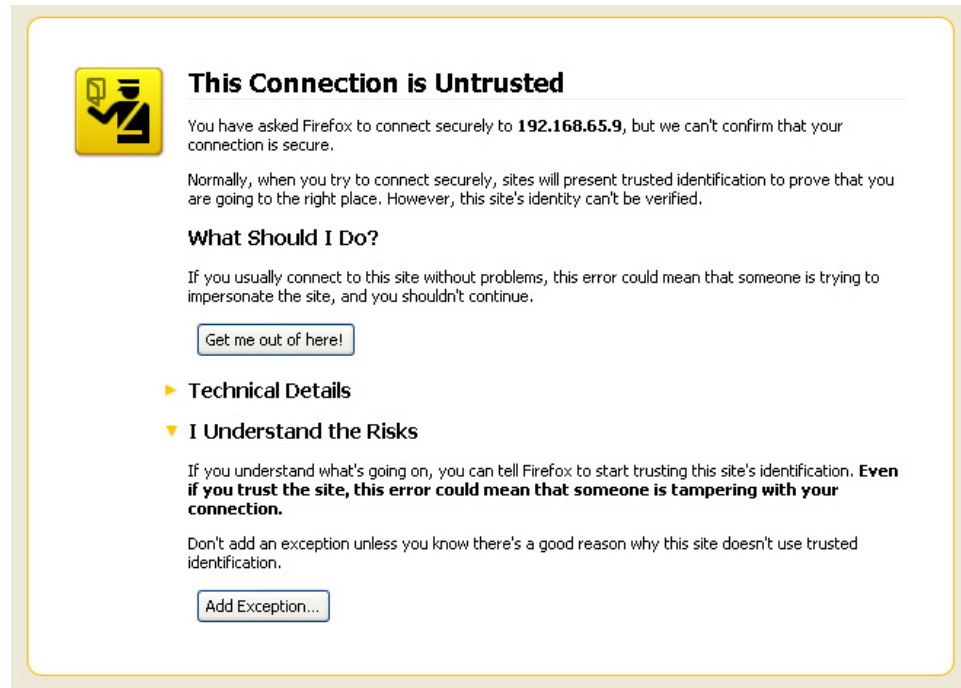 This Connection is Untrusted
You have asked Firefox to connect securely to 192.168.65.9, but we can't confirm that your
connection is secure.
Normally, when you try to connect securely, sites will present trusted identification to prove that you
are going to the right place. However, this site's identity can't be verified.
What Should I Do?
If you usually connect to this site without problems, this error could mean that someone is trying to
impersonate the site, and you shouldn't continue.
Get me out of here!
Technical Details
I Understand the Risks
If you understand what's going on, you can tell Firefox to start trusting this site's identification. Even
if you trust the site, this error could mean that someone is tampering with your
connection.
Don't add an exception unless you know there's a good reason why this site doesn't use trusted
identification.
Add Exception...